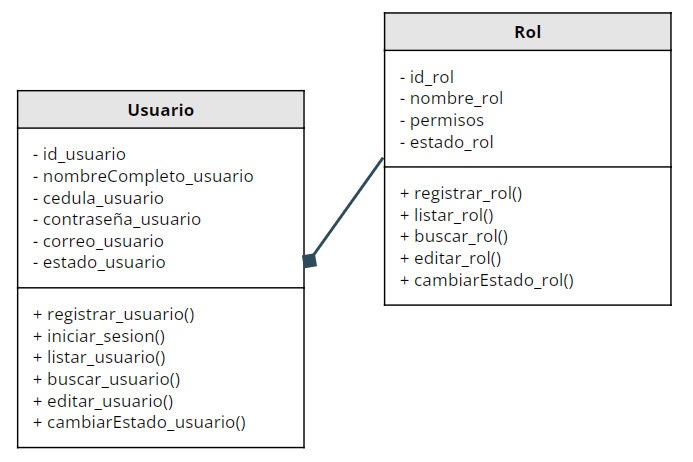 Usuario
- id_usuario
- nombreCompleto_usuario
- cedula_usuario
- contraseña_usuario
- correo_usuario
- estado_usuario
+ registrar_usuario()
+ iniciar_sesion()
+ listar_usuario()
+ buscar_usuario()
+ editar_usuario()
+ cambiarEstado_usuario()
Rol
- id_rol
- nombre_rol
- permisos
- estado_rol
+ registrar_rol()
+ listar_rol()
+ buscar_rol()
+ editar_rol()
+ cambiarEstado_rol()